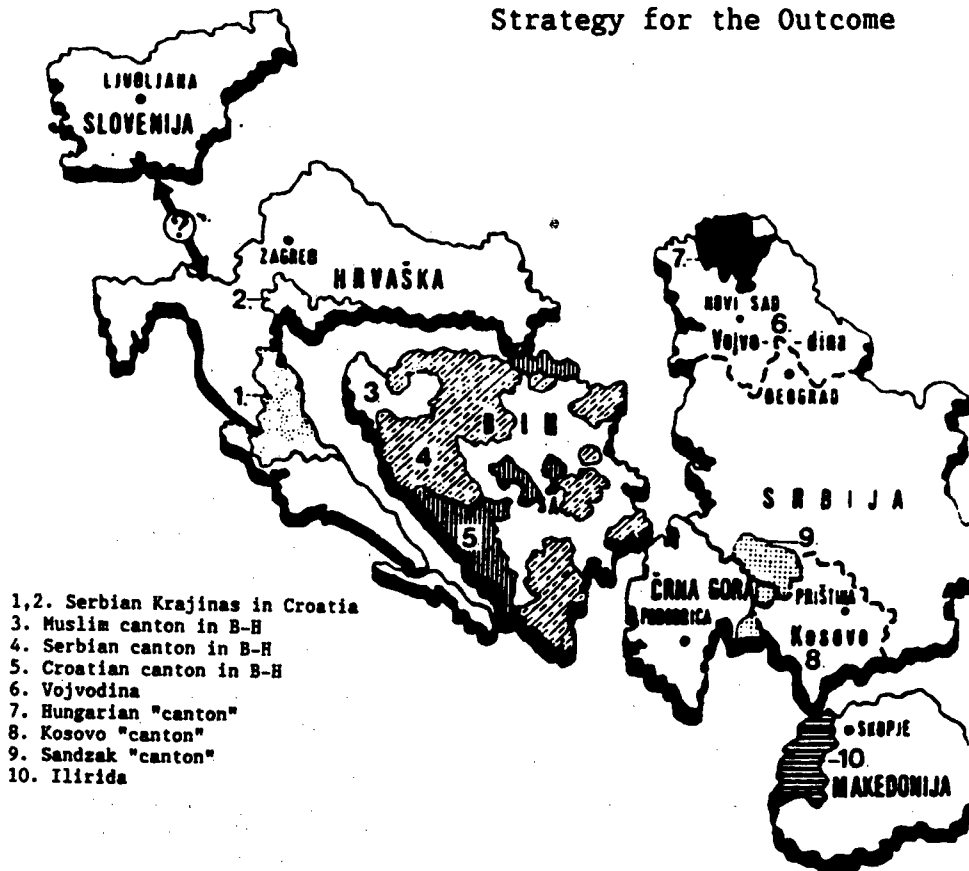 Strategy for the Outcome
LJUBLJANA
SLOVENIJA
?
ZAGREB
HRVAŠKA
2.
1.
3
4
5
B I H
7.
NOVI SAD
6.
Vojvo-dina
BEOGRAD
SRBIJA
9
ČRNA GORA
PODGORICA
PRIŠTINA
Kosovo
8.
SKOPJE
10.
MAKEDONIJA
1,2. Serbian Krajinas in Croatia
3. Muslim canton in B-H
4. Serbian canton in B-H
5. Croatian canton in B-H
6. Vojvodina
7. Hungarian "canton"
8. Kosovo "canton"
9. Sandzak "canton"
10. Ilirida